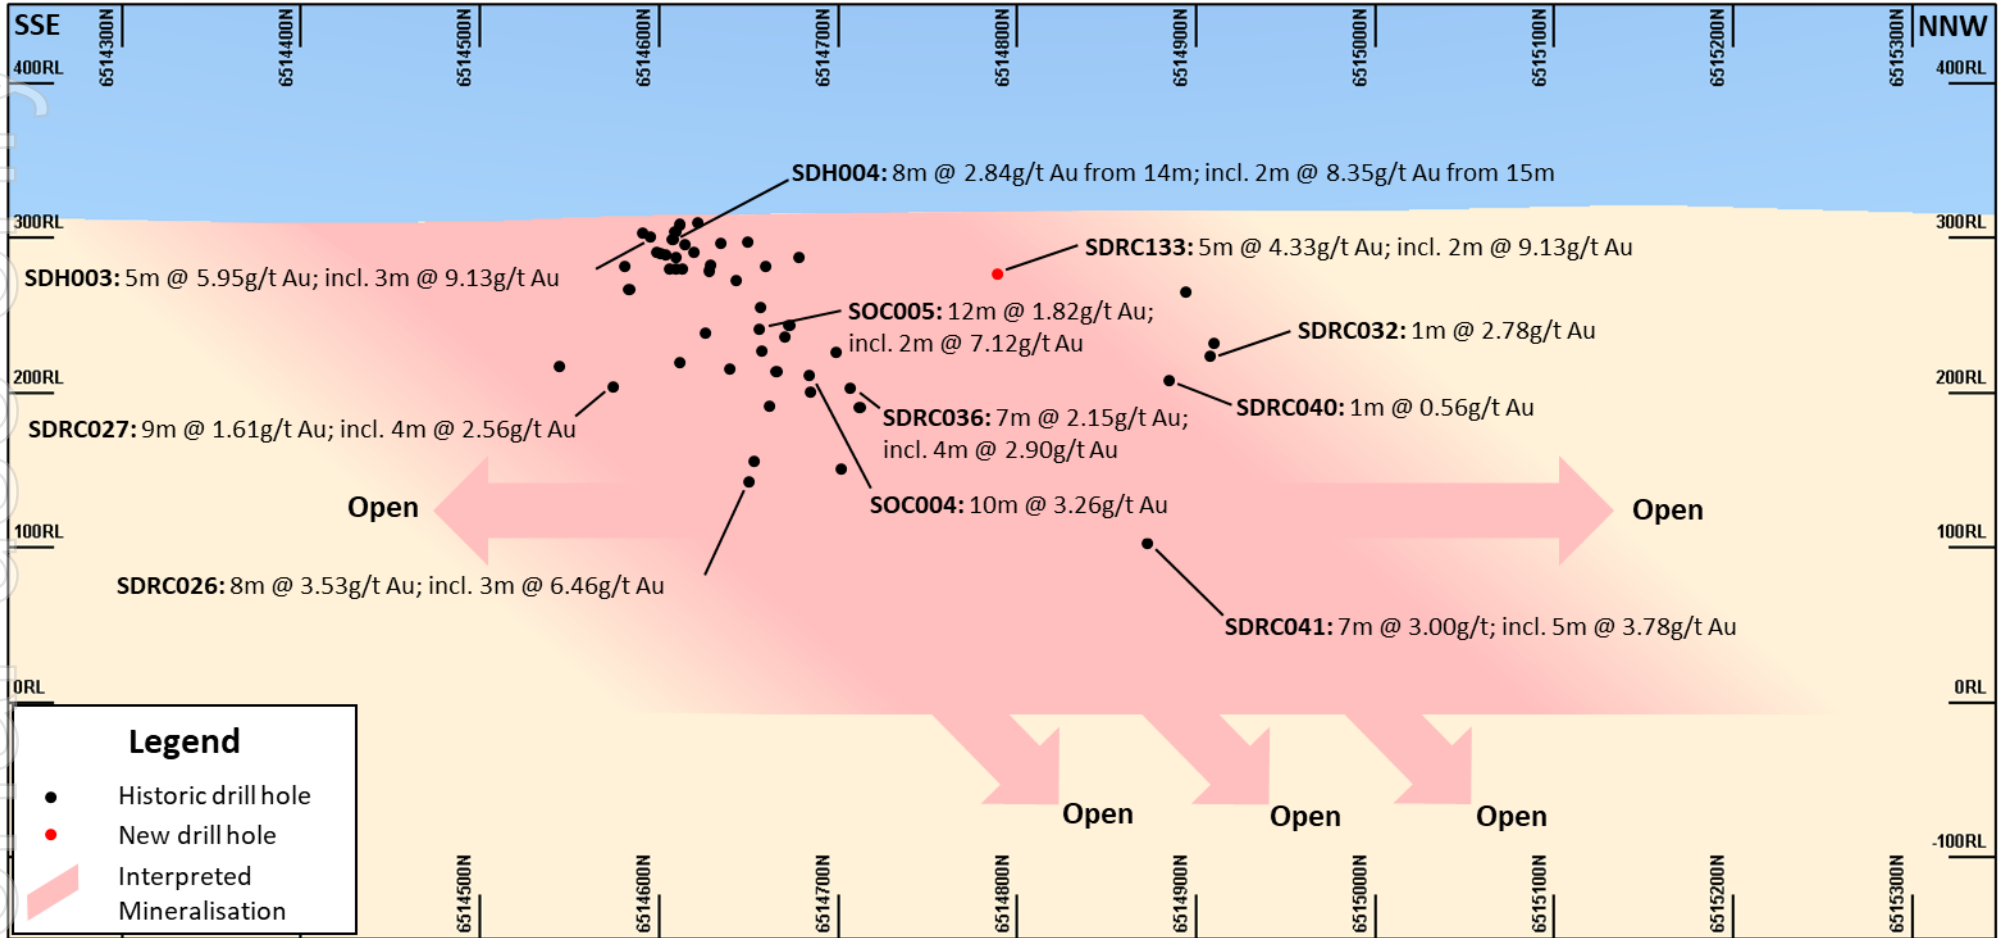 SSE
NNW
6514300N
6514400N
6514500N
6514600N
6514700N
6514800N
6514900N
6515000N
6515100N
6515200N
6515300N
400RL
400RL
SDH004: 8m @ 2.84g/t Au from 14m; incl. 2m @ 8.35g/t Au from 15m
300RL
300RL
SDRC133: 5m @ 4.33g/t Au; incl. 2m @ 9.13g/t Au
SDH003: 5m @ 5.95g/t Au; incl. 3m @ 9.13g/t Au
SOC005: 12m @ 1.82g/t Au;
incl. 2m @ 7.12g/t Au
SDRC032: 1m @ 2.78g/t Au
200RL
200RL
SDRC040: 1m @ 0.56g/t Au
SDRC036: 7m @ 2.15g/t Au;
incl. 4m @ 2.90g/t Au
SDRC027: 9m @ 1.61g/t Au; incl. 4m @ 2.56g/t Au
Open
SOC004: 10m @ 3.26g/t Au
Open
100RL
100RL
SDRC026: 8m @ 3.53g/t Au; incl. 3m @ 6.46g/t Au
SDRC041: 7m @ 3.00g/t; incl. 5m @ 3.78g/t Au
0RL
0RL
Legend
Historic drill hole
New drill hole
Interpreted
Mineralisation
Open
Open
Open
-100RL
6514500N
6514600N
6514700N
6514800N
6514900N
6515000N
6515100N
6515200N
6515300N